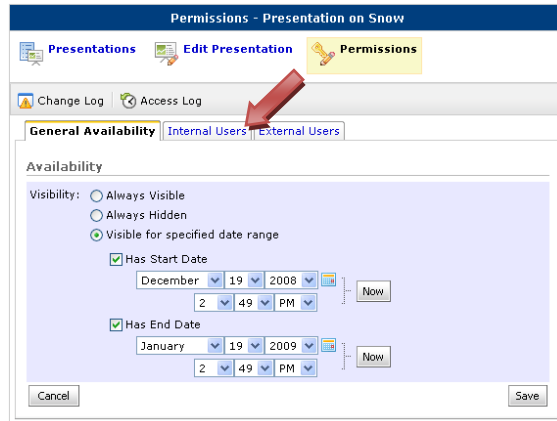 Permissions - Presentation on Snow
Presentations Edit Presentation Permissions
Change Log Access Log
General Availability Internal Users External Users
Availability
Visibility: Always Visible
Always Hidden
Visible for specified date range
Has Start Date
December 19 2008
Now
2 49 PM
Has End Date
January 19 2009
Now
2 49 PM
Cancel Save